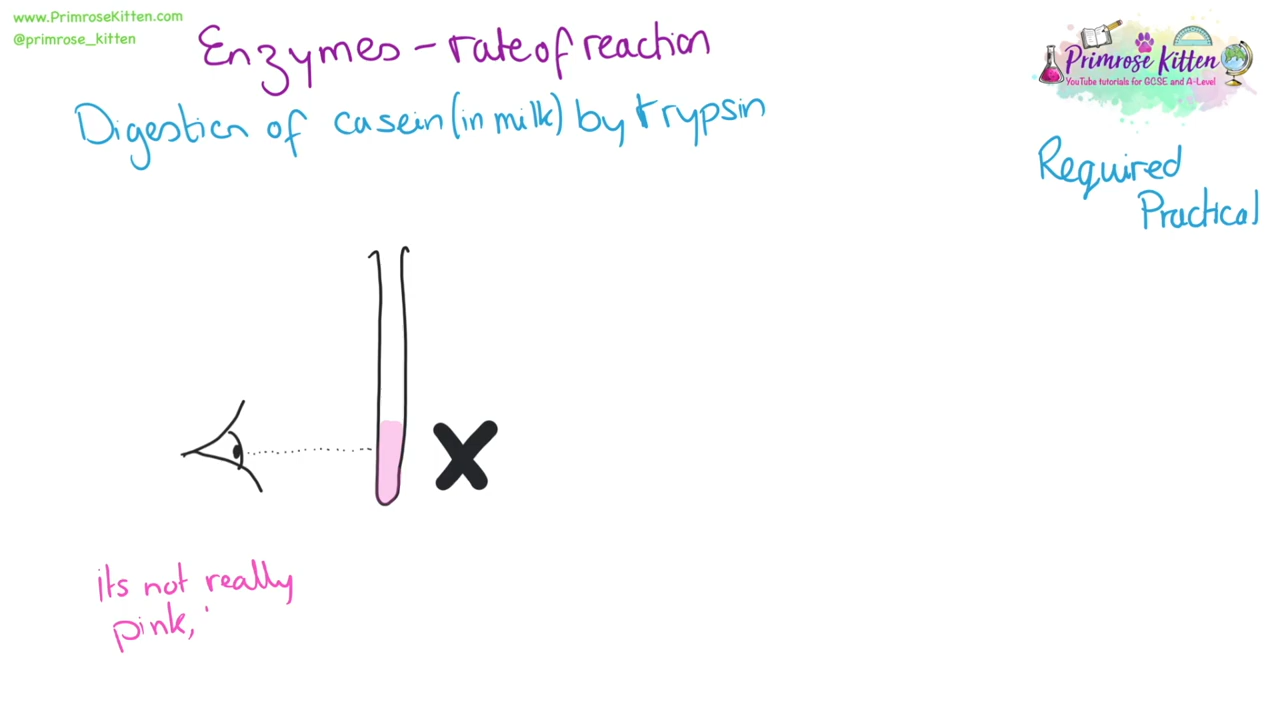 www.PrimroseKitten.com
@primrose_kitten
Enzymes - rate of reaction
Primrose Kitten
YouTube tutorials for GCSE and A-Level
Digestion of casein (in milk) by trypsin
Required
Practical
X
its not really
pink,'